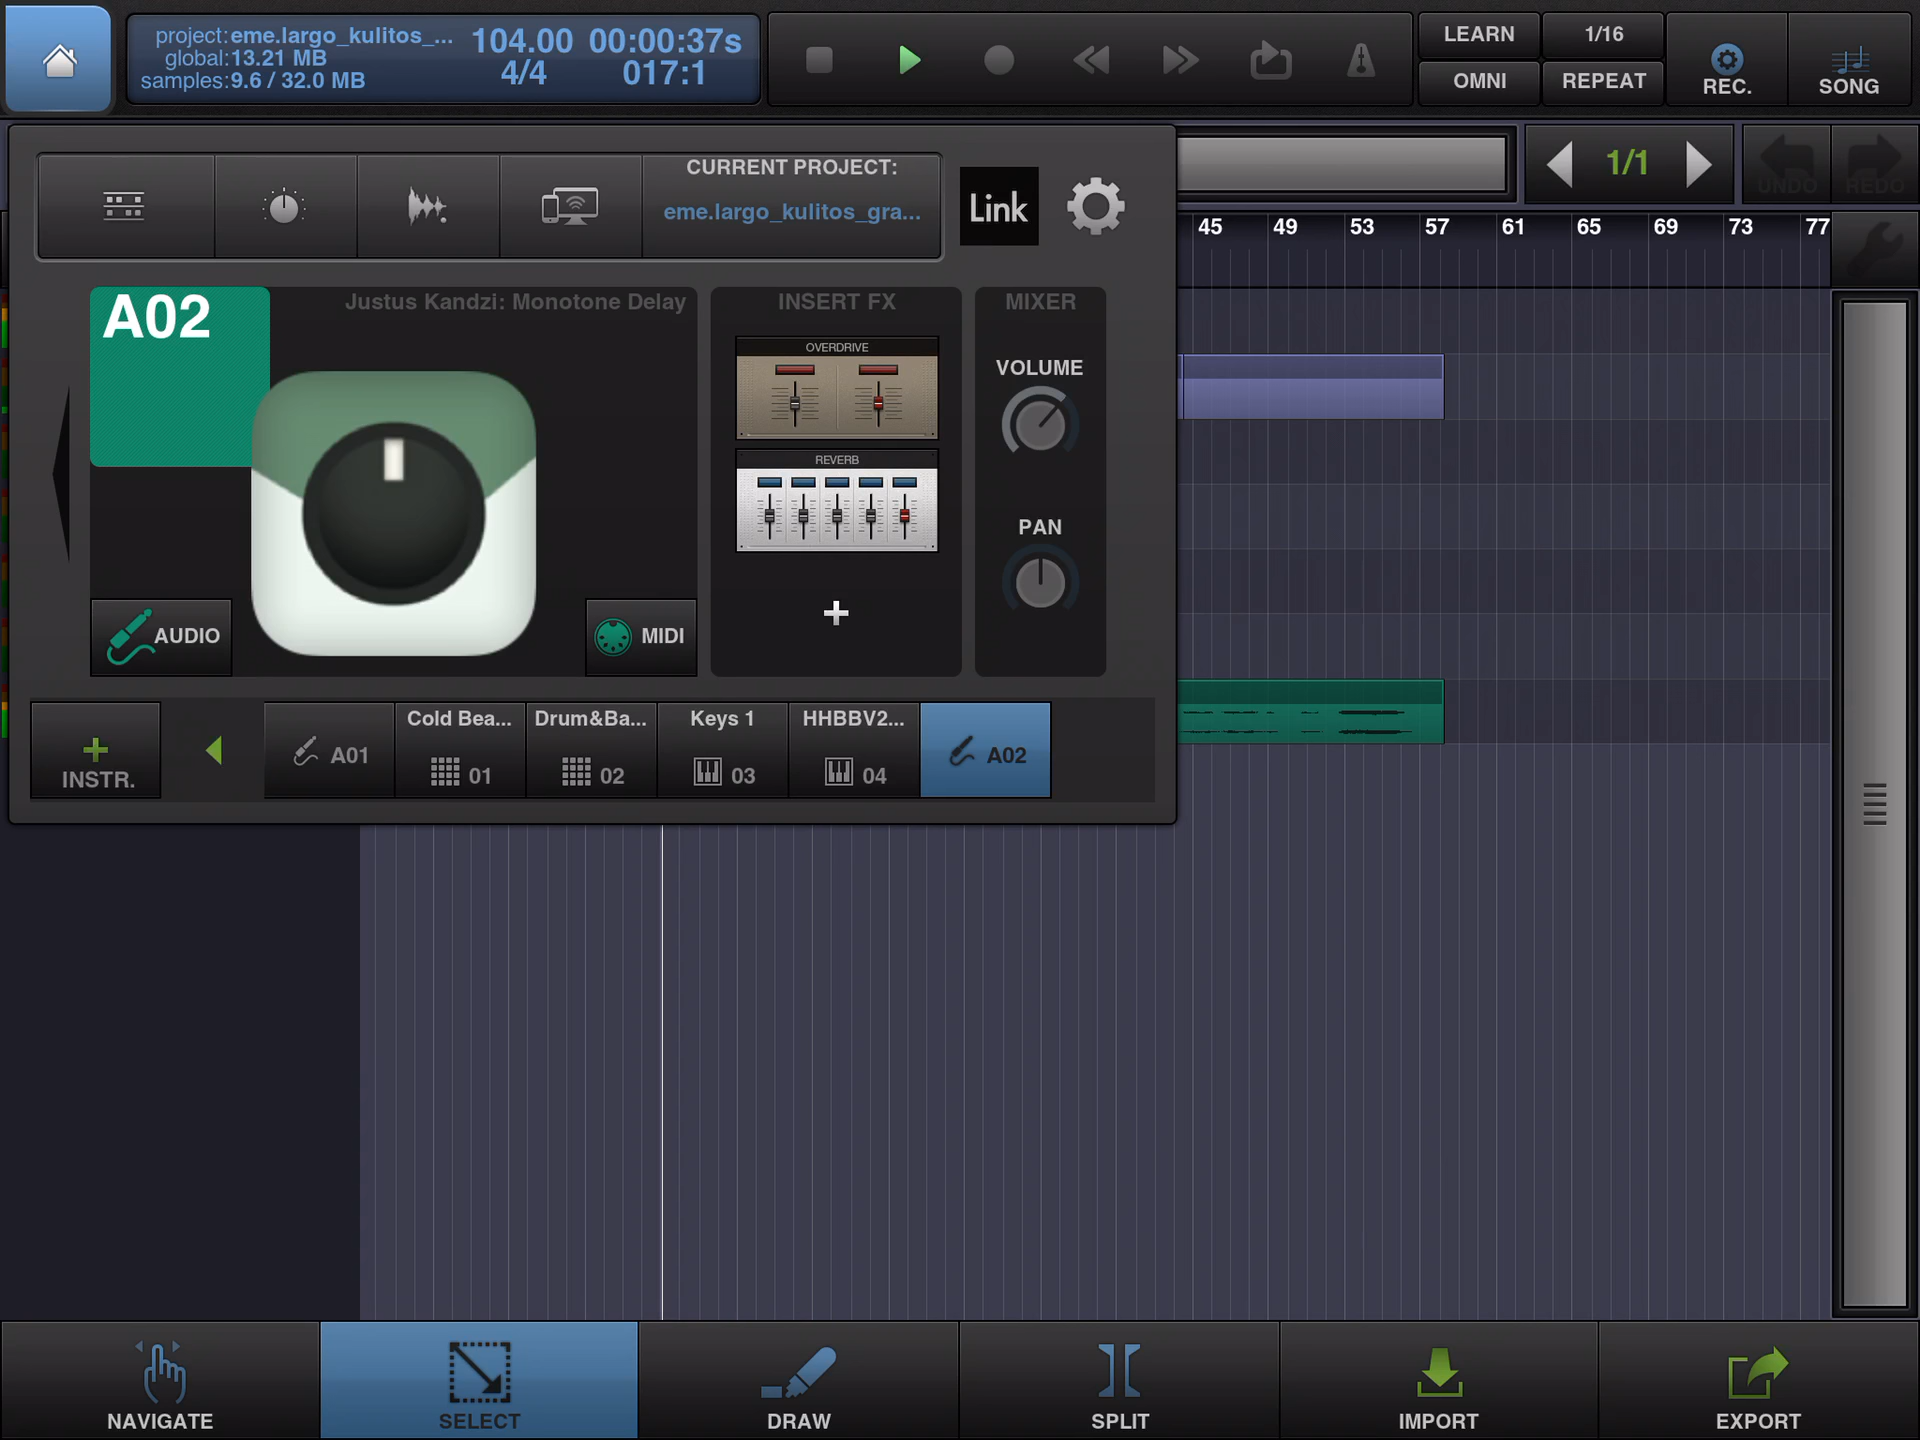 project:eme.largo_kulitos_...
global:13.21 MB
samples:9.6 / 32.0 MB
104.00 00:00:37s
4/4 017:1
LEARN
1/16
OMNI
REPEAT
REC.
SONG
CURRENT PROJECT:
eme.largo_kulitos_gra...
Link
1/1
UNDO
REDO
45 49 53 57 61 65 69 73 77
A02
Justus Kandzi: Monotone Delay
INSERT FX
MIXER
OVERDRIVE
VOLUME
REVERB
PAN
AUDIO
MIDI
INSTR.
A01
Cold Bea...
01
Drum&Ba...
02
Keys 1
03
HHBBV2...
04
A02
NAVIGATE
SELECT
DRAW
SPLIT
IMPORT
EXPORT